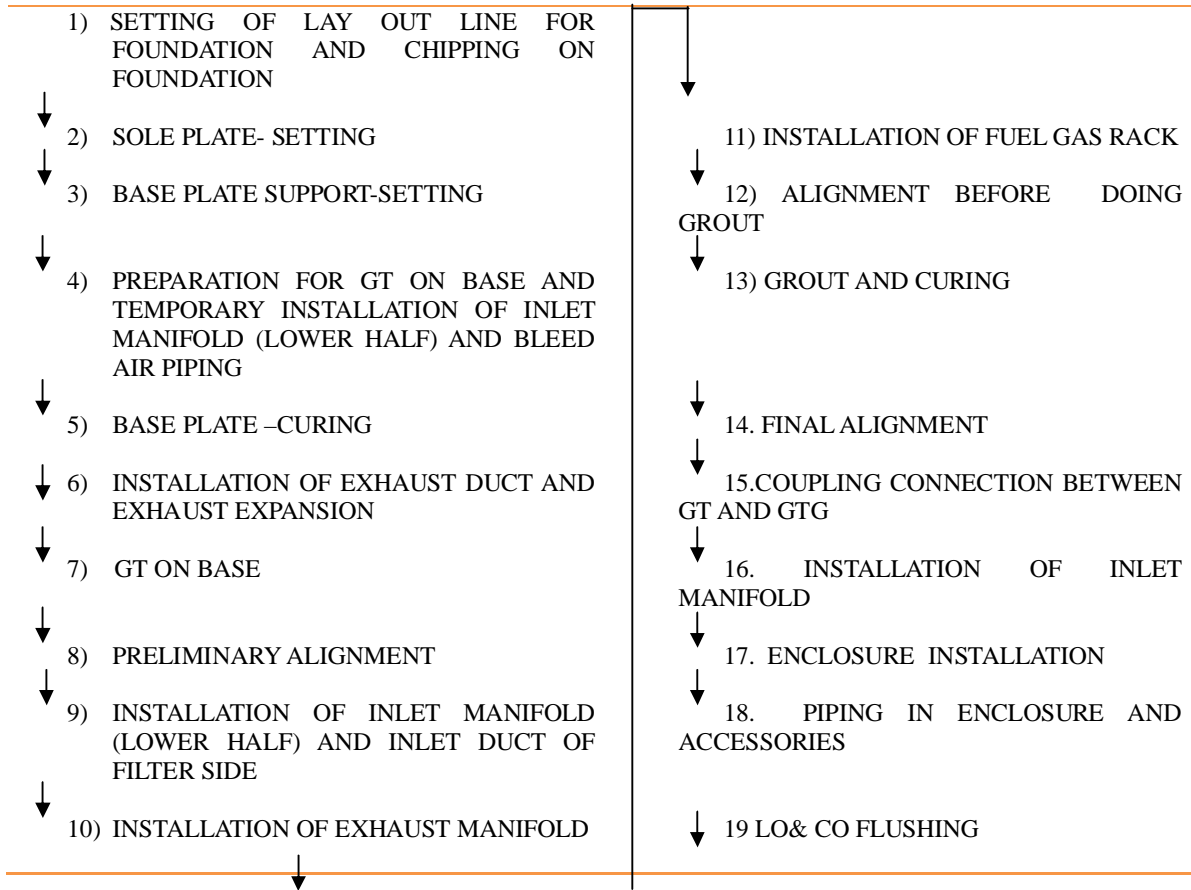 1) SETTING OF LAY OUT LINE FOR
FOUNDATION AND CHIPPING ON
FOUNDATION
2) SOLE PLATE- SETTING
3) BASE PLATE SUPPORT-SETTING
4) PREPARATION FOR GT ON BASE AND
TEMPORARY INSTALLATION OF INLET
MANIFOLD (LOWER HALF) AND BLEED
AIR PIPING
5) BASE PLATE –CURING
6) INSTALLATION OF EXHAUST DUCT AND
EXHAUST EXPANSION
7) GT ON BASE
8) PRELIMINARY ALIGNMENT
9) INSTALLATION OF INLET MANIFOLD
(LOWER HALF) AND INLET DUCT OF
FILTER SIDE
10) INSTALLATION OF EXHAUST MANIFOLD
11) INSTALLATION OF FUEL GAS RACK
12) ALIGNMENT BEFORE DOING
GROUT
13) GROUT AND CURING
14. FINAL ALIGNMENT
15.COUPLING CONNECTION BETWEEN
GT AND GTG
16. INSTALLATION OF INLET
MANIFOLD
17. ENCLOSURE INSTALLATION
18. PIPING IN ENCLOSURE AND
ACCESSORIES
19 LO& CO FLUSHING